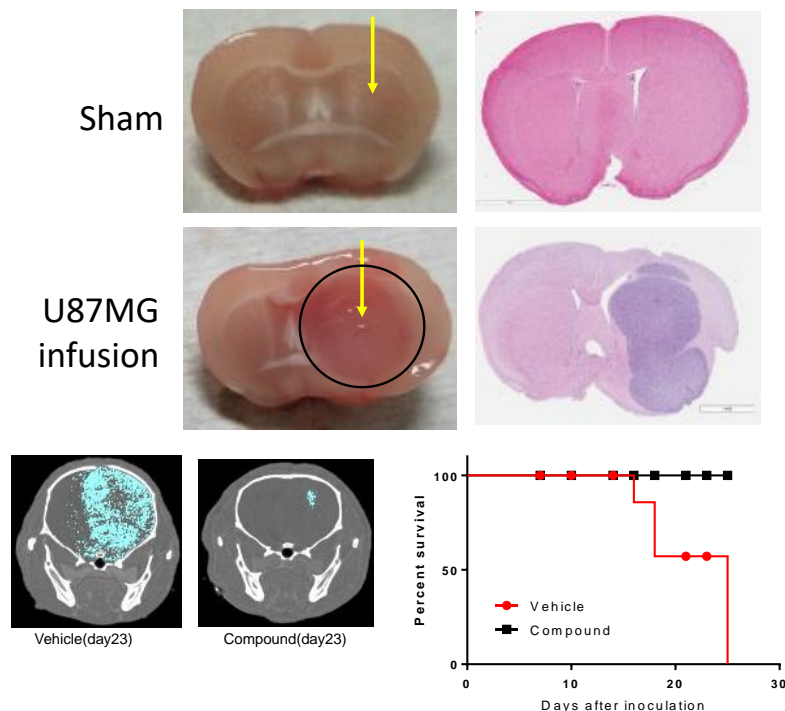 Sham
U87MG
infusion
Vehicle(day23)
Compound(day23)
Percent survival
100
50
0
Vehicle
Compound
0
10
20
30
Days after inoculation